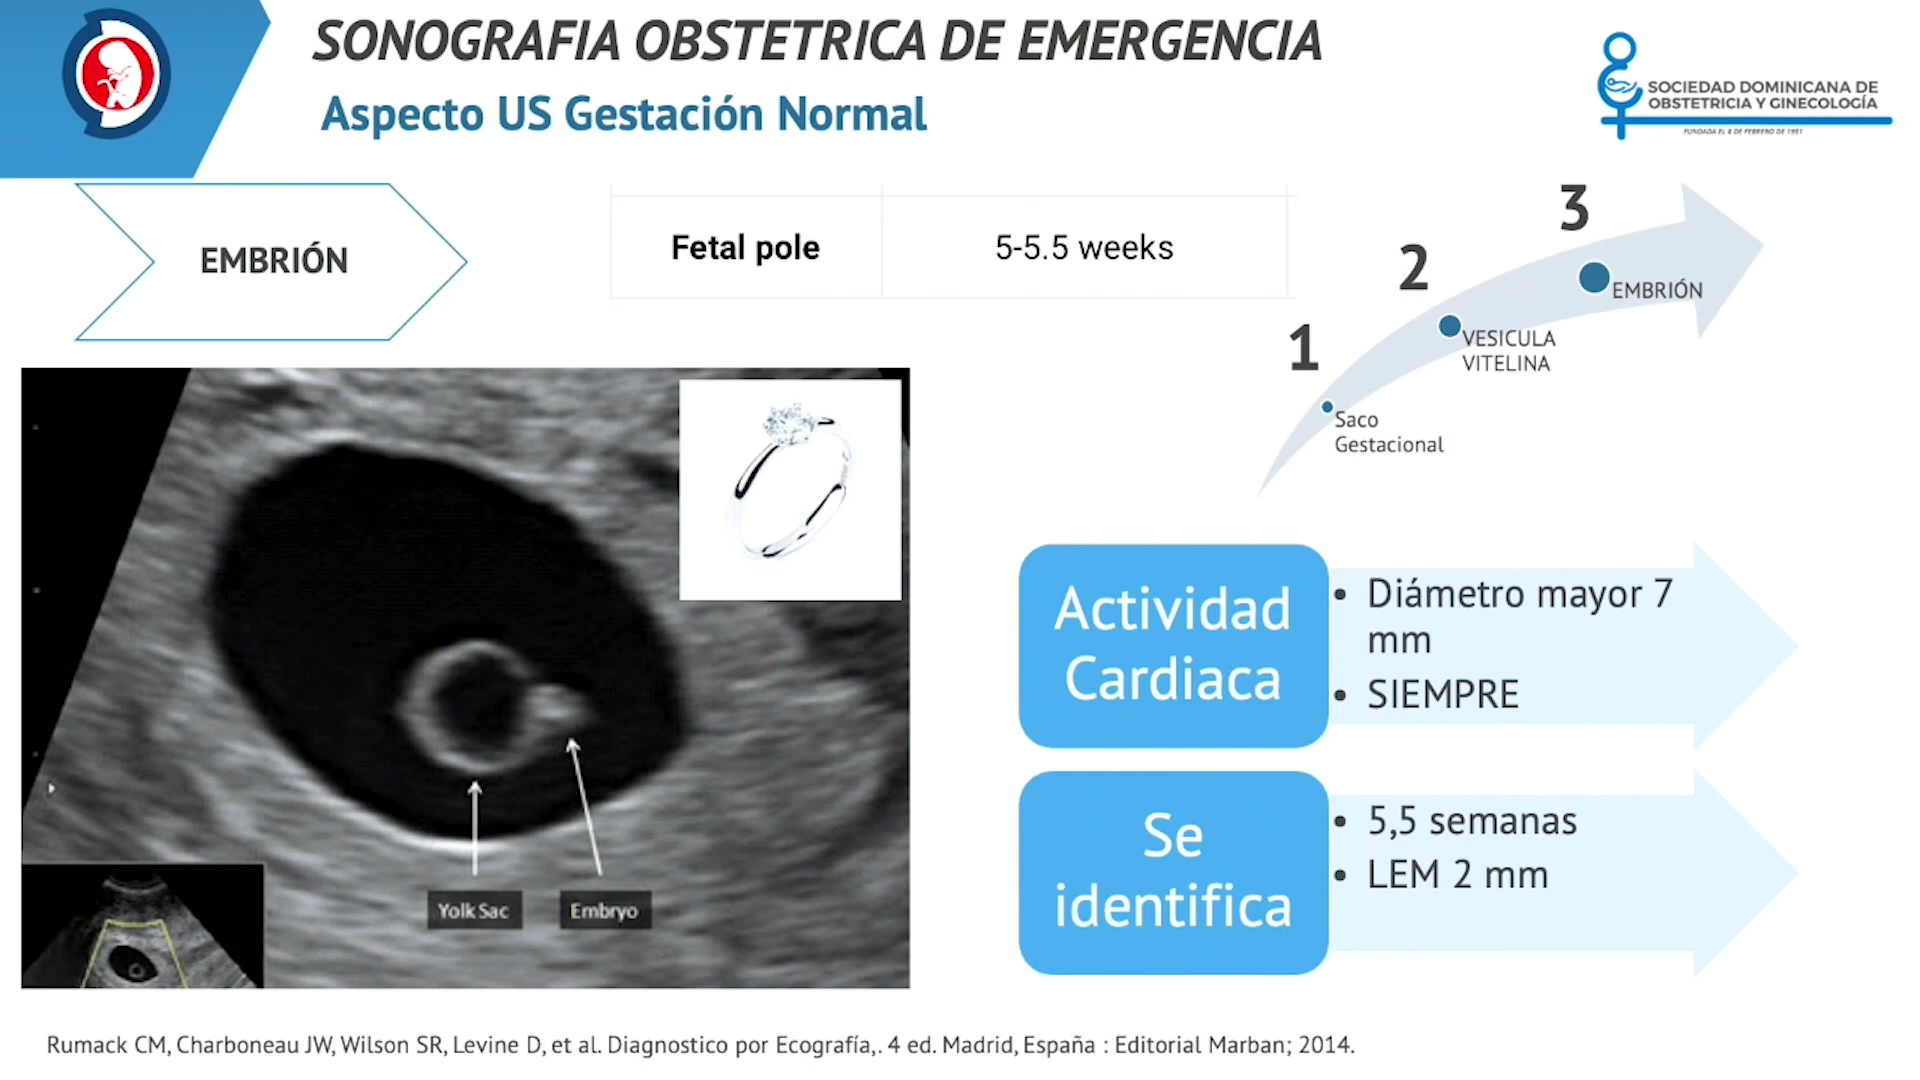 SONOGRAFIA OBSTETRICA DE EMERGENCIA
Aspecto US Gestación Normal
SOCIEDAD DOMINICANA DE
OBSTETRICIA Y GINECOLOGÍA
FUNDADA EL 8 DE FEBRERO DE 1951
EMBRIÓN
Fetal pole
5-5.5 weeks
3
EMBRIÓN
2
VESICULA
VITELINA
1
Saco
Gestacional
Yolk Sac
Embryo
Actividad
Cardiaca
• Diámetro mayor 7
mm
• SIEMPRE
Se
identifica
• 5,5 semanas
• LEM 2 mm
Rumack CM, Charboneau JW, Wilson SR, Levine D, et al. Diagnostico por Ecografía,. 4 ed. Madrid, España : Editorial Marban; 2014.